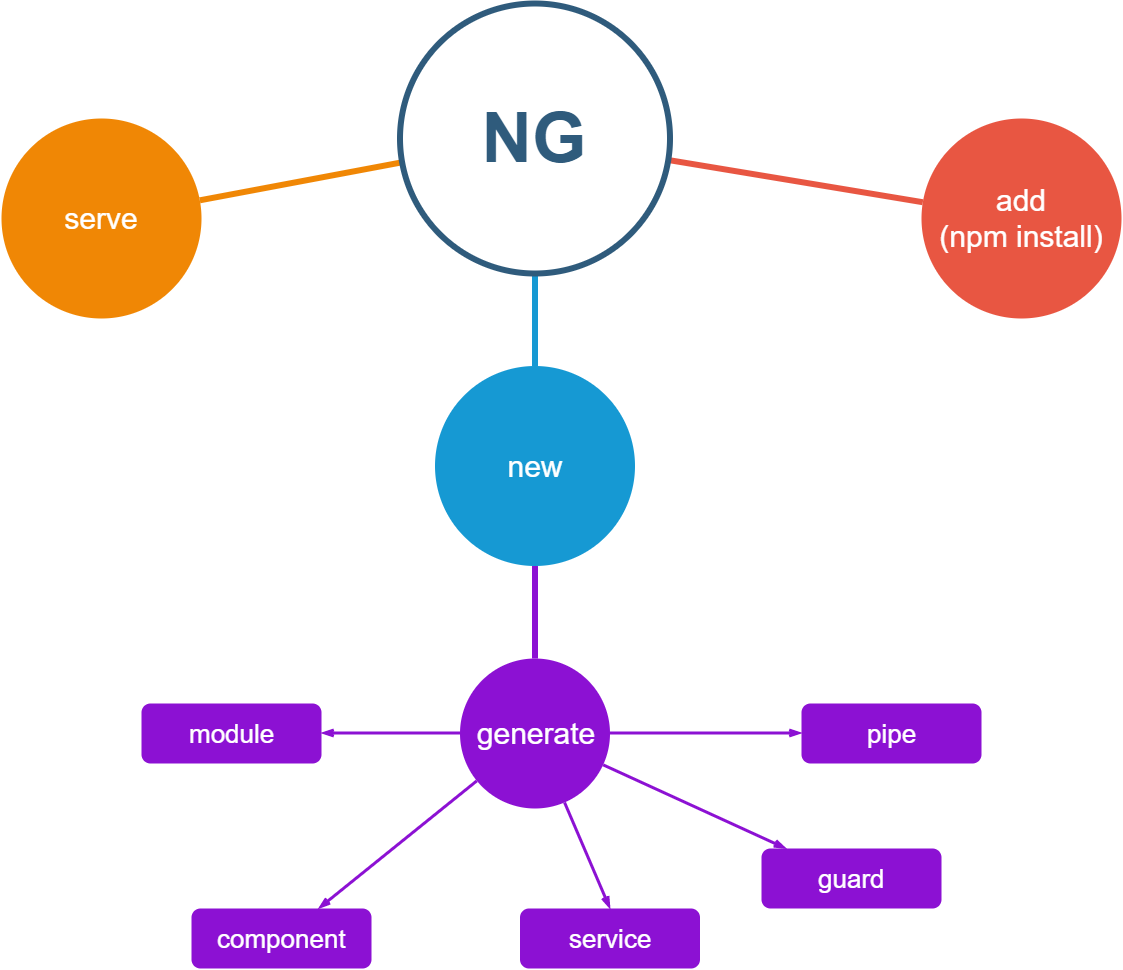 NG
serve
add
(npm install)
new
generate
module
pipe
guard
component
service